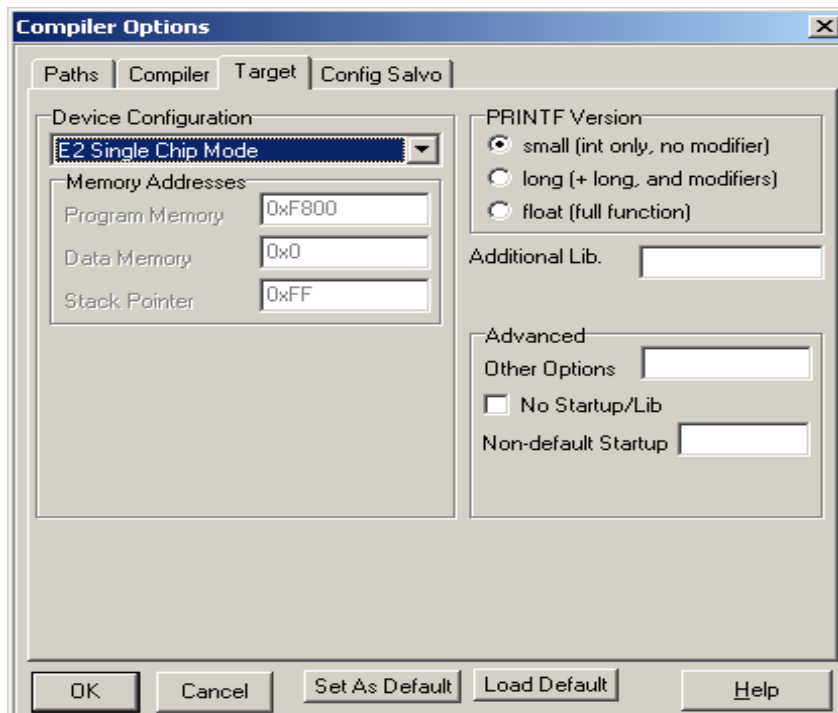 Compiler Options
Paths
Compiler
Target
Config Salvo
Device Configuration
E2 Single Chip Mode
Memory Addresses
Program Memory 0xF800
Data Memory 0x0
Stack Pointer 0xFF
PRINTF Version
small (int only, no modifier)
long (+ long, and modifiers)
float (full function)
Additional Lib.
Advanced
Other Options
No Startup/Lib
Non-default Startup
OK
Cancel
Set As Default
Load Default
Help